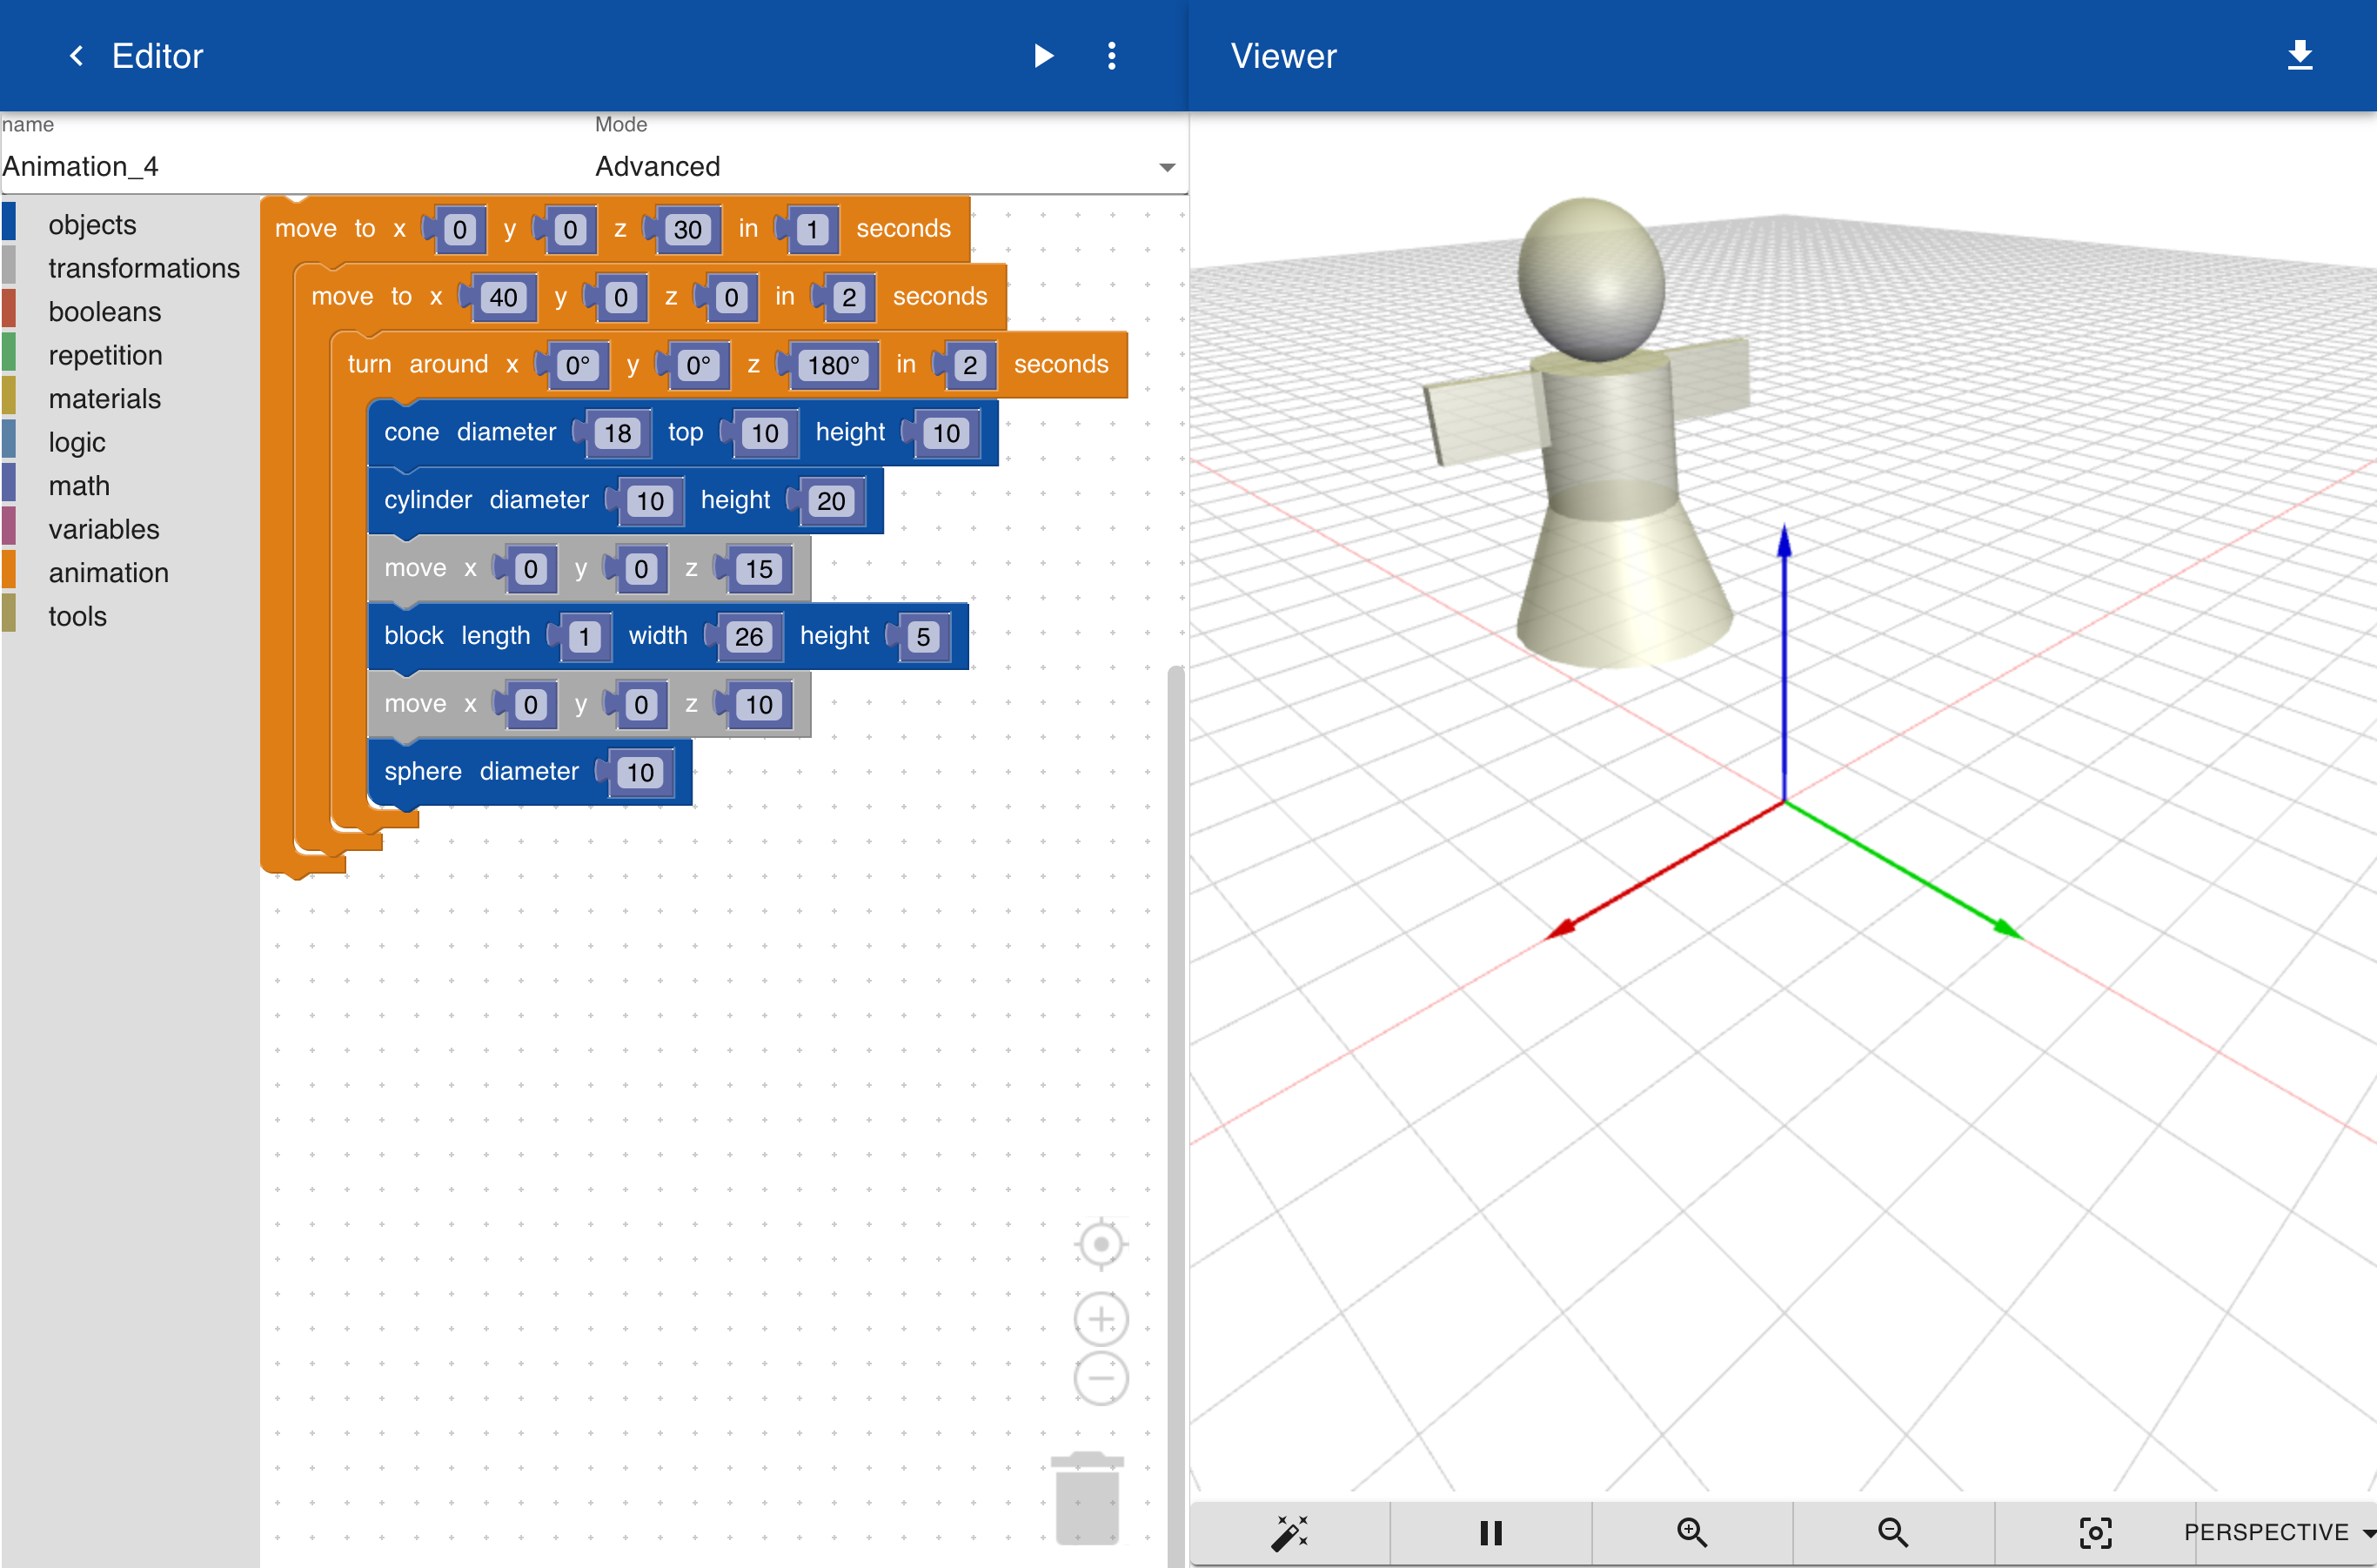 Editor
Viewer
name
Mode
Animation_4
Advanced
objects
transformations
booleans
repetition
materials
logic
math
variables
animation
tools
move to x 0 y 0 z 30 in 1 seconds
move to x 40 y 0 z 0 in 2 seconds
turn around x 0° y 0° z 180° in 2 seconds
cone diameter 18 top 10 height 10
cylinder diameter 10 height 20
move x 0 y 0 z 15
block length 1 width 26 height 5
move x 0 y 0 z 10
sphere diameter 10
PERSPECTIVE